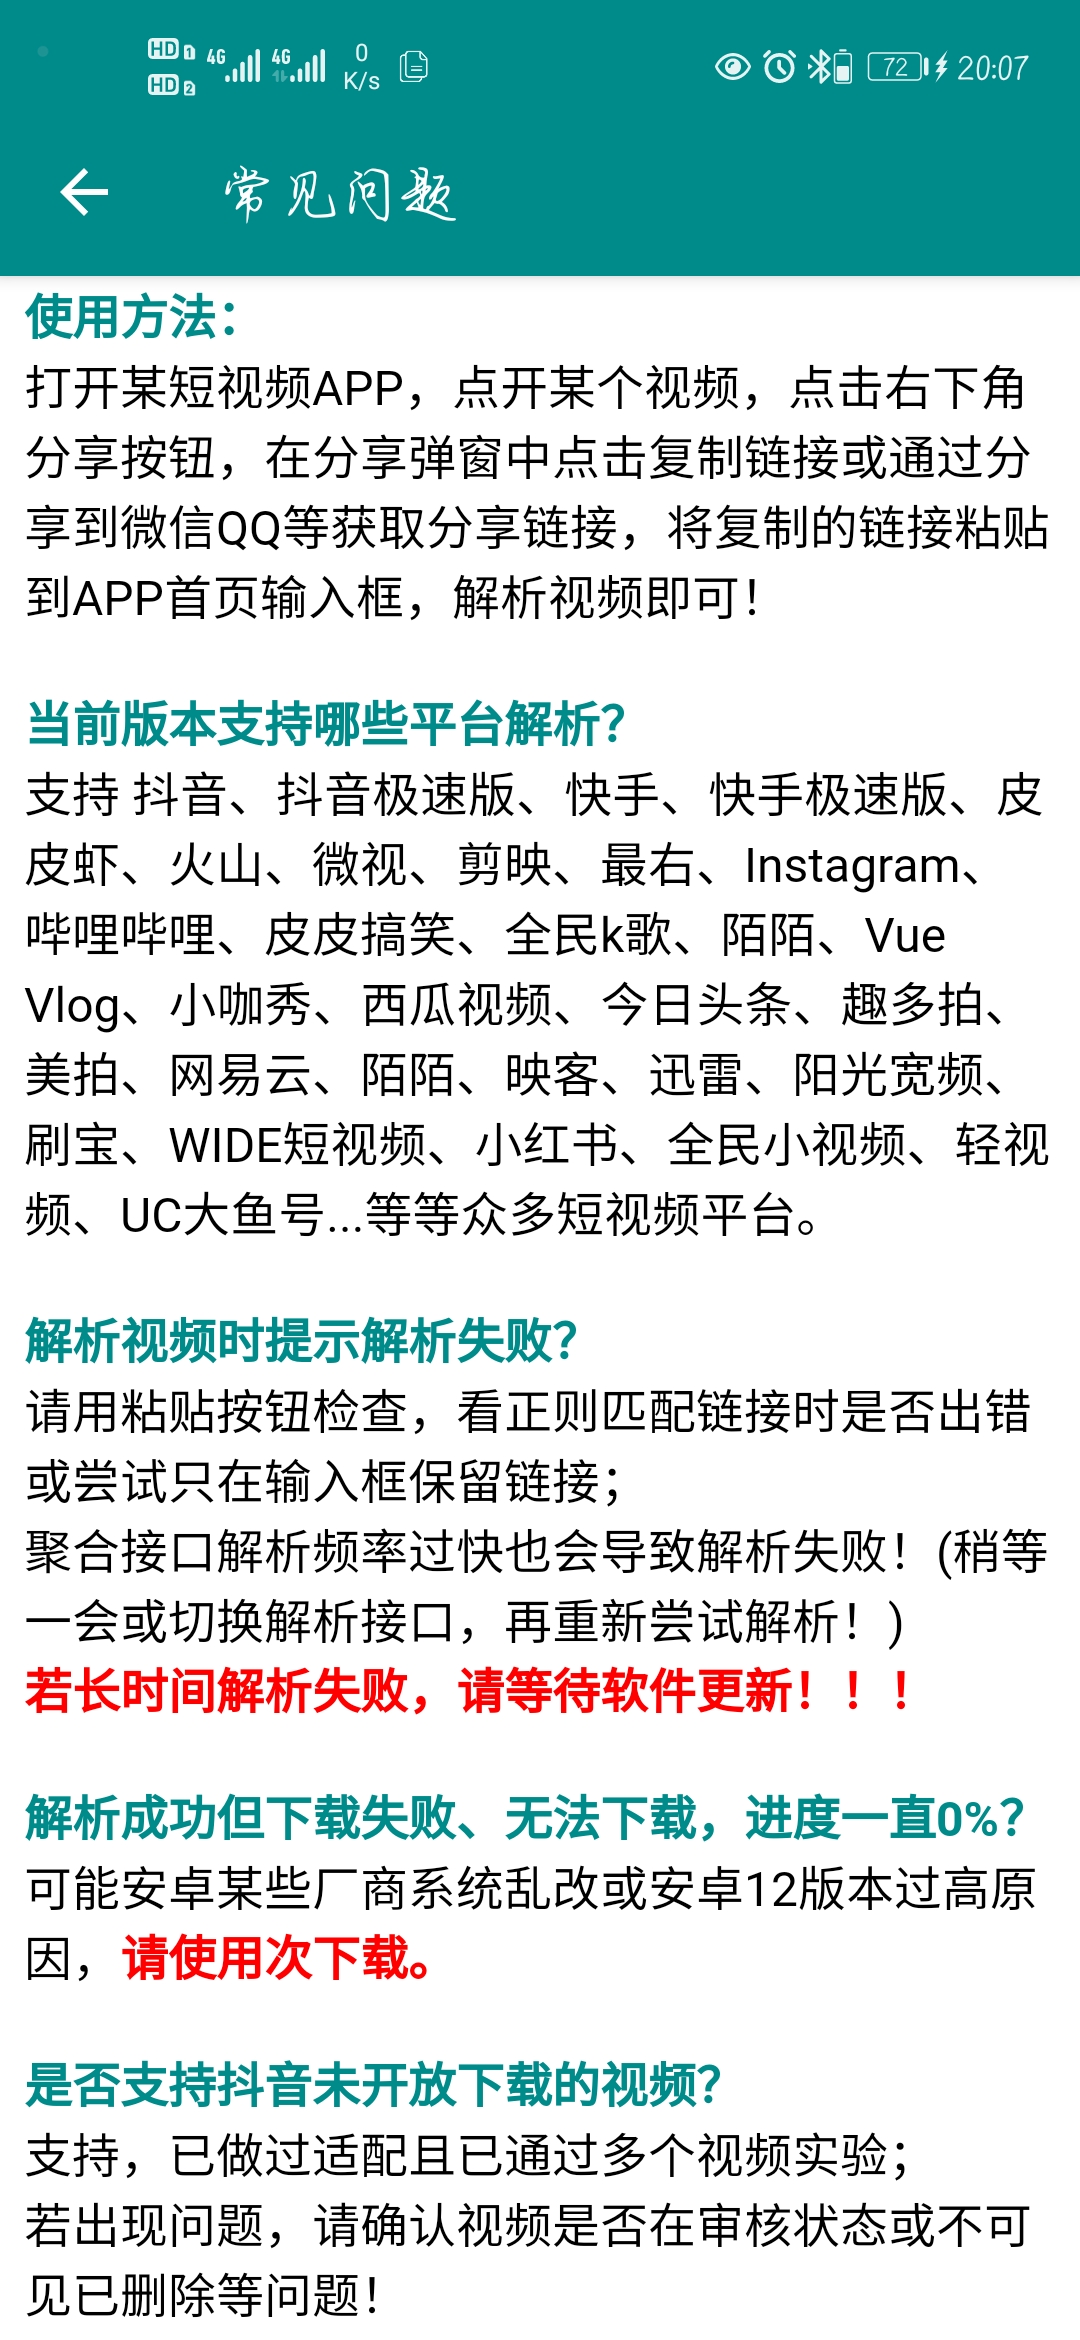 HD 1 4G 4G 0
HD 2 K/s
72 20:07
常见问题
使用方法：
打开某短视频APP，点开某个视频，点击右下角
分享按钮，在分享弹窗中点击复制链接或通过分
享到微信QQ等获取分享链接，将复制的链接粘贴
到APP首页输入框，解析视频即可！
当前版本支持哪些平台解析？
支持 抖音、抖音极速版、快手、快手极速版、皮
皮虾、火山、微视、剪映、最右、Instagram、
哔哩哔哩、皮皮搞笑、全民k歌、陌陌、Vue
Vlog、小咖秀、西瓜视频、今日头条、趣多拍、
美拍、网易云、陌陌、映客、迅雷、阳光宽频、
刷宝、WIDE短视频、小红书、全民小视频、轻视
频、UC大鱼号...等等众多短视频平台。
解析视频时提示解析失败？
请用粘贴按钮检查，看正则匹配链接时是否出错
或尝试只在输入框保留链接；
聚合接口解析频率过快也会导致解析失败！(稍等
一会或切换解析接口，再重新尝试解析！)
若长时间解析失败，请等待软件更新！！！
解析成功但下载失败、无法下载，进度一直0%？
可能安卓某些厂商系统乱改或安卓12版本过高原
因，请使用次下载。
是否支持抖音未开放下载的视频？
支持，已做过适配且已通过多个视频实验；
若出现问题，请确认视频是否在审核状态或不可
见已删除等问题！